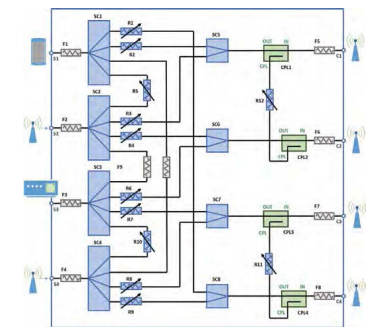 SC1
R1
R2
SC5
OUT IN
F5
F1
S1
CPL
CPL1
C1
R5
R12
SC2
R3
F2
S2
R4
SC6
OUT IN
F6
CPL
CPL2
C2
SC3
F9
R6
F3
S3
R7
SC7
OUT IN
F7
CPL
CPL3
C3
R10
R11
SC4
F4
S4
R8
R9
SC8
OUT IN
F8
CPL
CPL4
C4